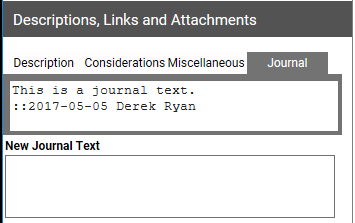 Descriptions, Links and Attachments
Description Considerations Miscellaneous Journal
This is a journal text.
::2017-05-05 Derek Ryan
New Journal Text